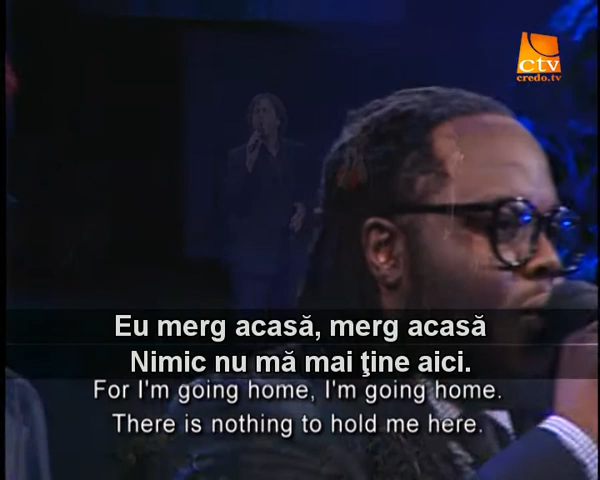 ctv
credo.tv
Eu merg acasă, merg acasă
Nimic nu mă mai ţine aici.
For I'm going home, I'm going home.
There is nothing to hold me here.